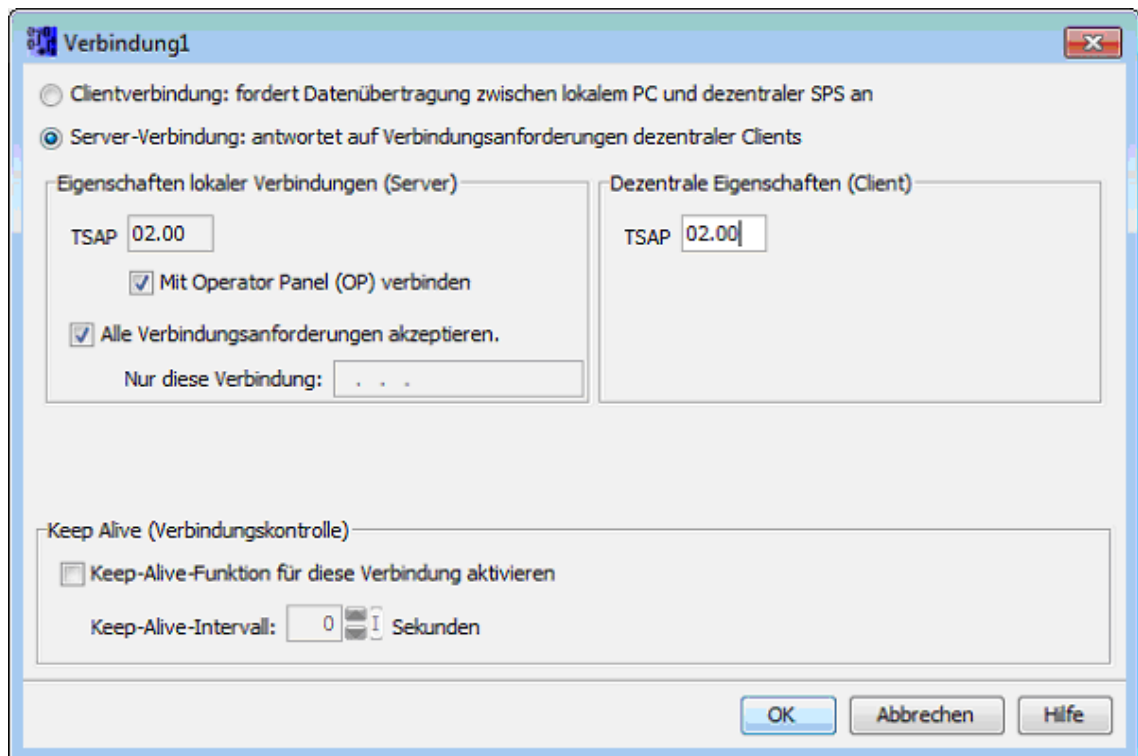 Verbindung1
Clientverbindung: fordert Datenübertragung zwischen lokalem PC und dezentraler SPS an
Server-Verbindung: antwortet auf Verbindungsanforderungen dezentraler Clients
Eigenschaften lokaler Verbindungen (Server)
TSAP 02.00
Mit Operator Panel (OP) verbinden
Alle Verbindungsanforderungen akzeptieren.
Nur diese Verbindung: . . .
Dezentrale Eigenschaften (Client)
TSAP 02.00
Keep Alive (Verbindungskontrolle)
Keep-Alive-Funktion für diese Verbindung aktivieren
Keep-Alive-Intervall: 0 Sekunden
OK Abbrechen Hilfe